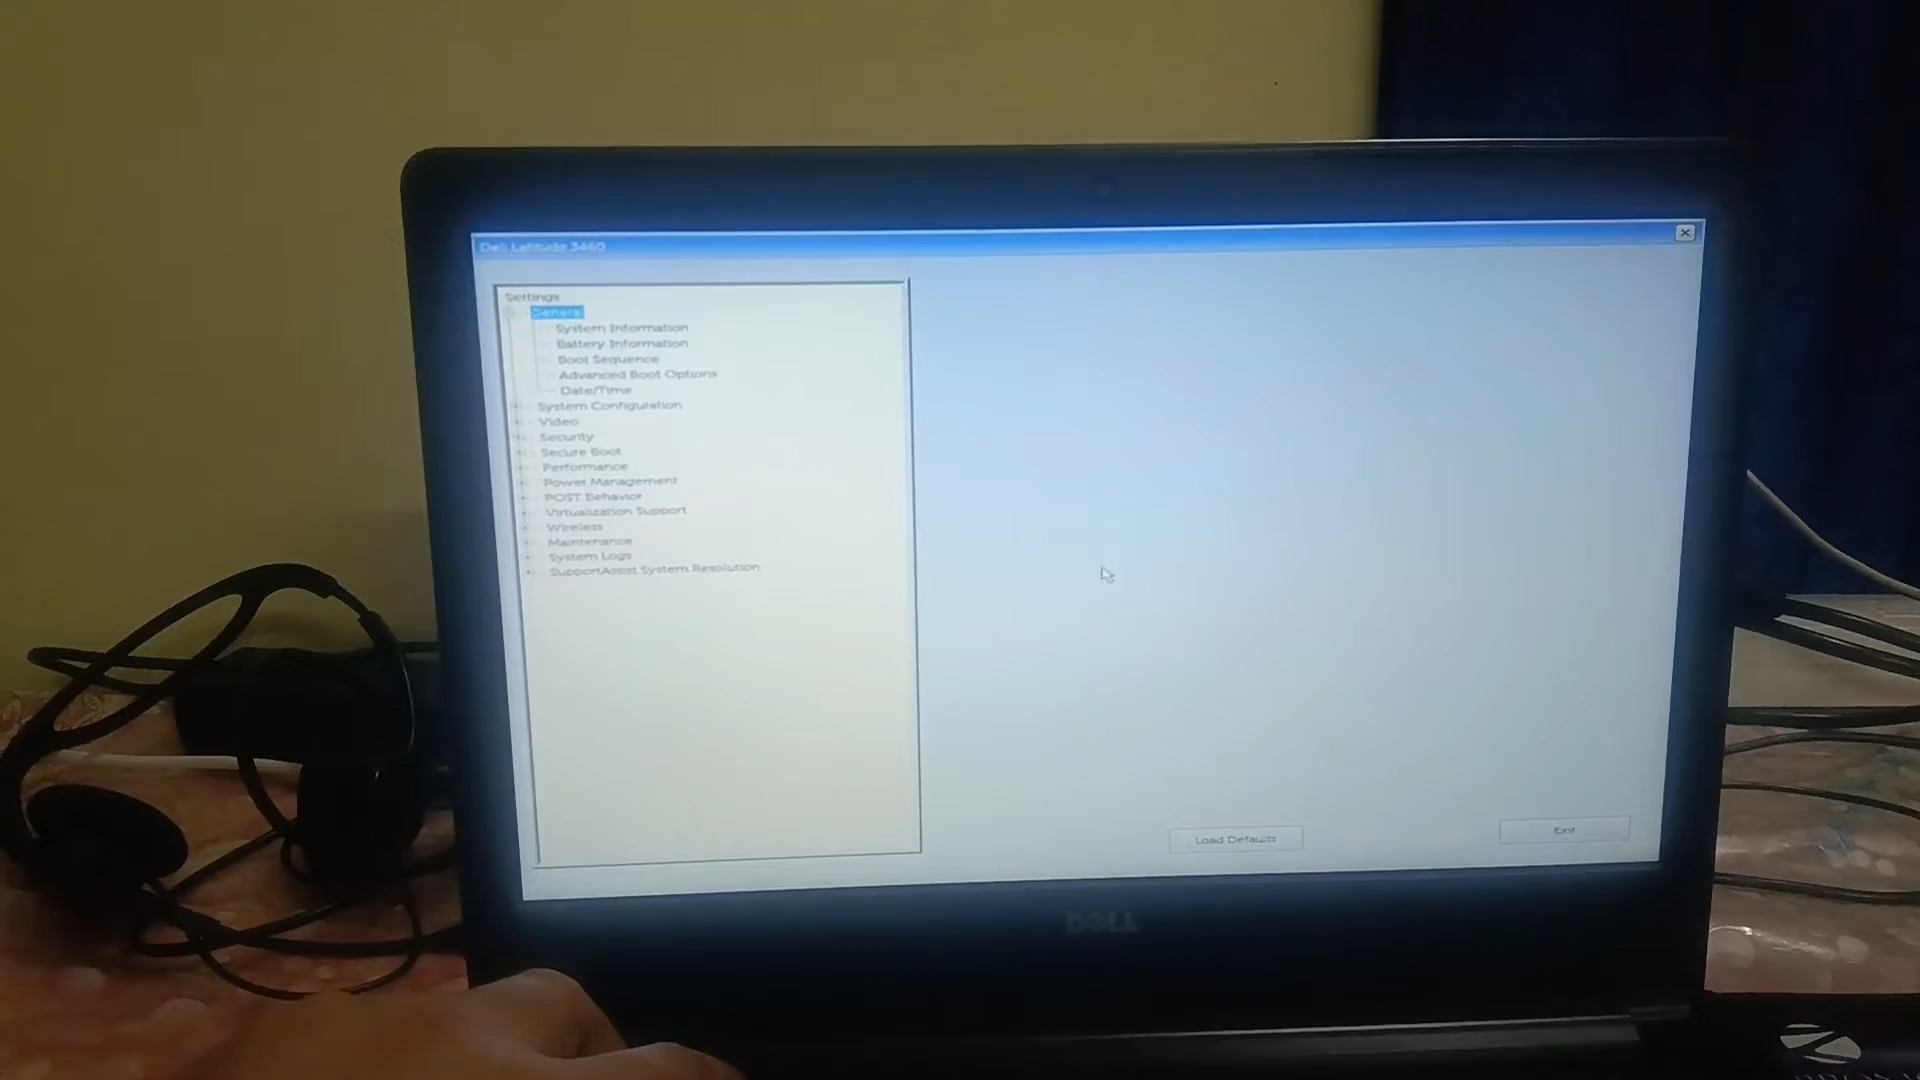 Dell Latitude 3460
Settings
General
System Information
Battery Information
Boot Sequence
Advanced Boot Options
Date/Time
System Configuration
Video
Security
Secure Boot
Performance
Power Management
POST Behavior
Virtualization Support
Wireless
Maintenance
System Logs
SupportAssist System Resolution
Load Defaults
Exit
DELL